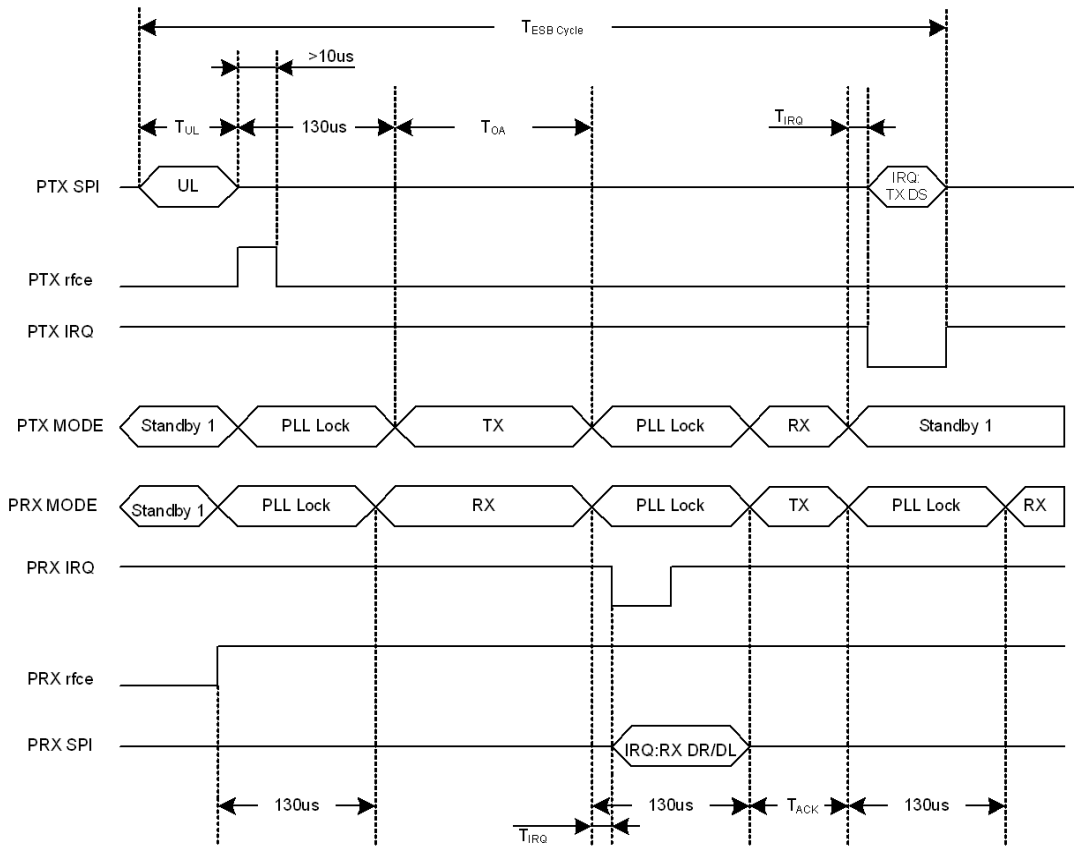 TESB Cycle
>10us
TUL 130us TOA TIRQ
PTX SPI UL IRQ:
TX DS
PTX rfce
PTX IRQ
PTX MODE Standby 1 PLL Lock TX PLL Lock RX Standby 1
PRX MODE Standby 1 PLL Lock RX PLL Lock TX PLL Lock RX
PRX IRQ
PRX rfce
PRX SPI IRQ:RX DR/DL
130us 130us TACK 130us
TIRQ